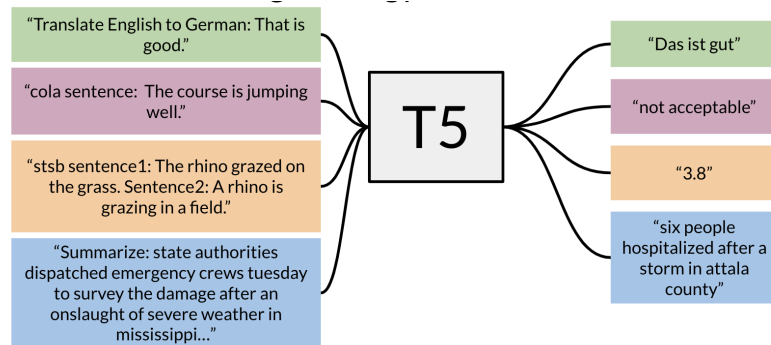 “Translate English to German: That is
good.”
“cola sentence:  The course is jumping
well.”
“stsb sentence1: The rhino grazed on
the grass. Sentence2: A rhino is
grazing in a field.”
“Summarize: state authorities
dispatched emergency crews tuesday
to survey the damage after an
onslaught of severe weather in
mississippi...”
T5
“Das ist gut”
“not acceptable”
“3.8”
“six people
hospitalized after a
storm in attala
county”